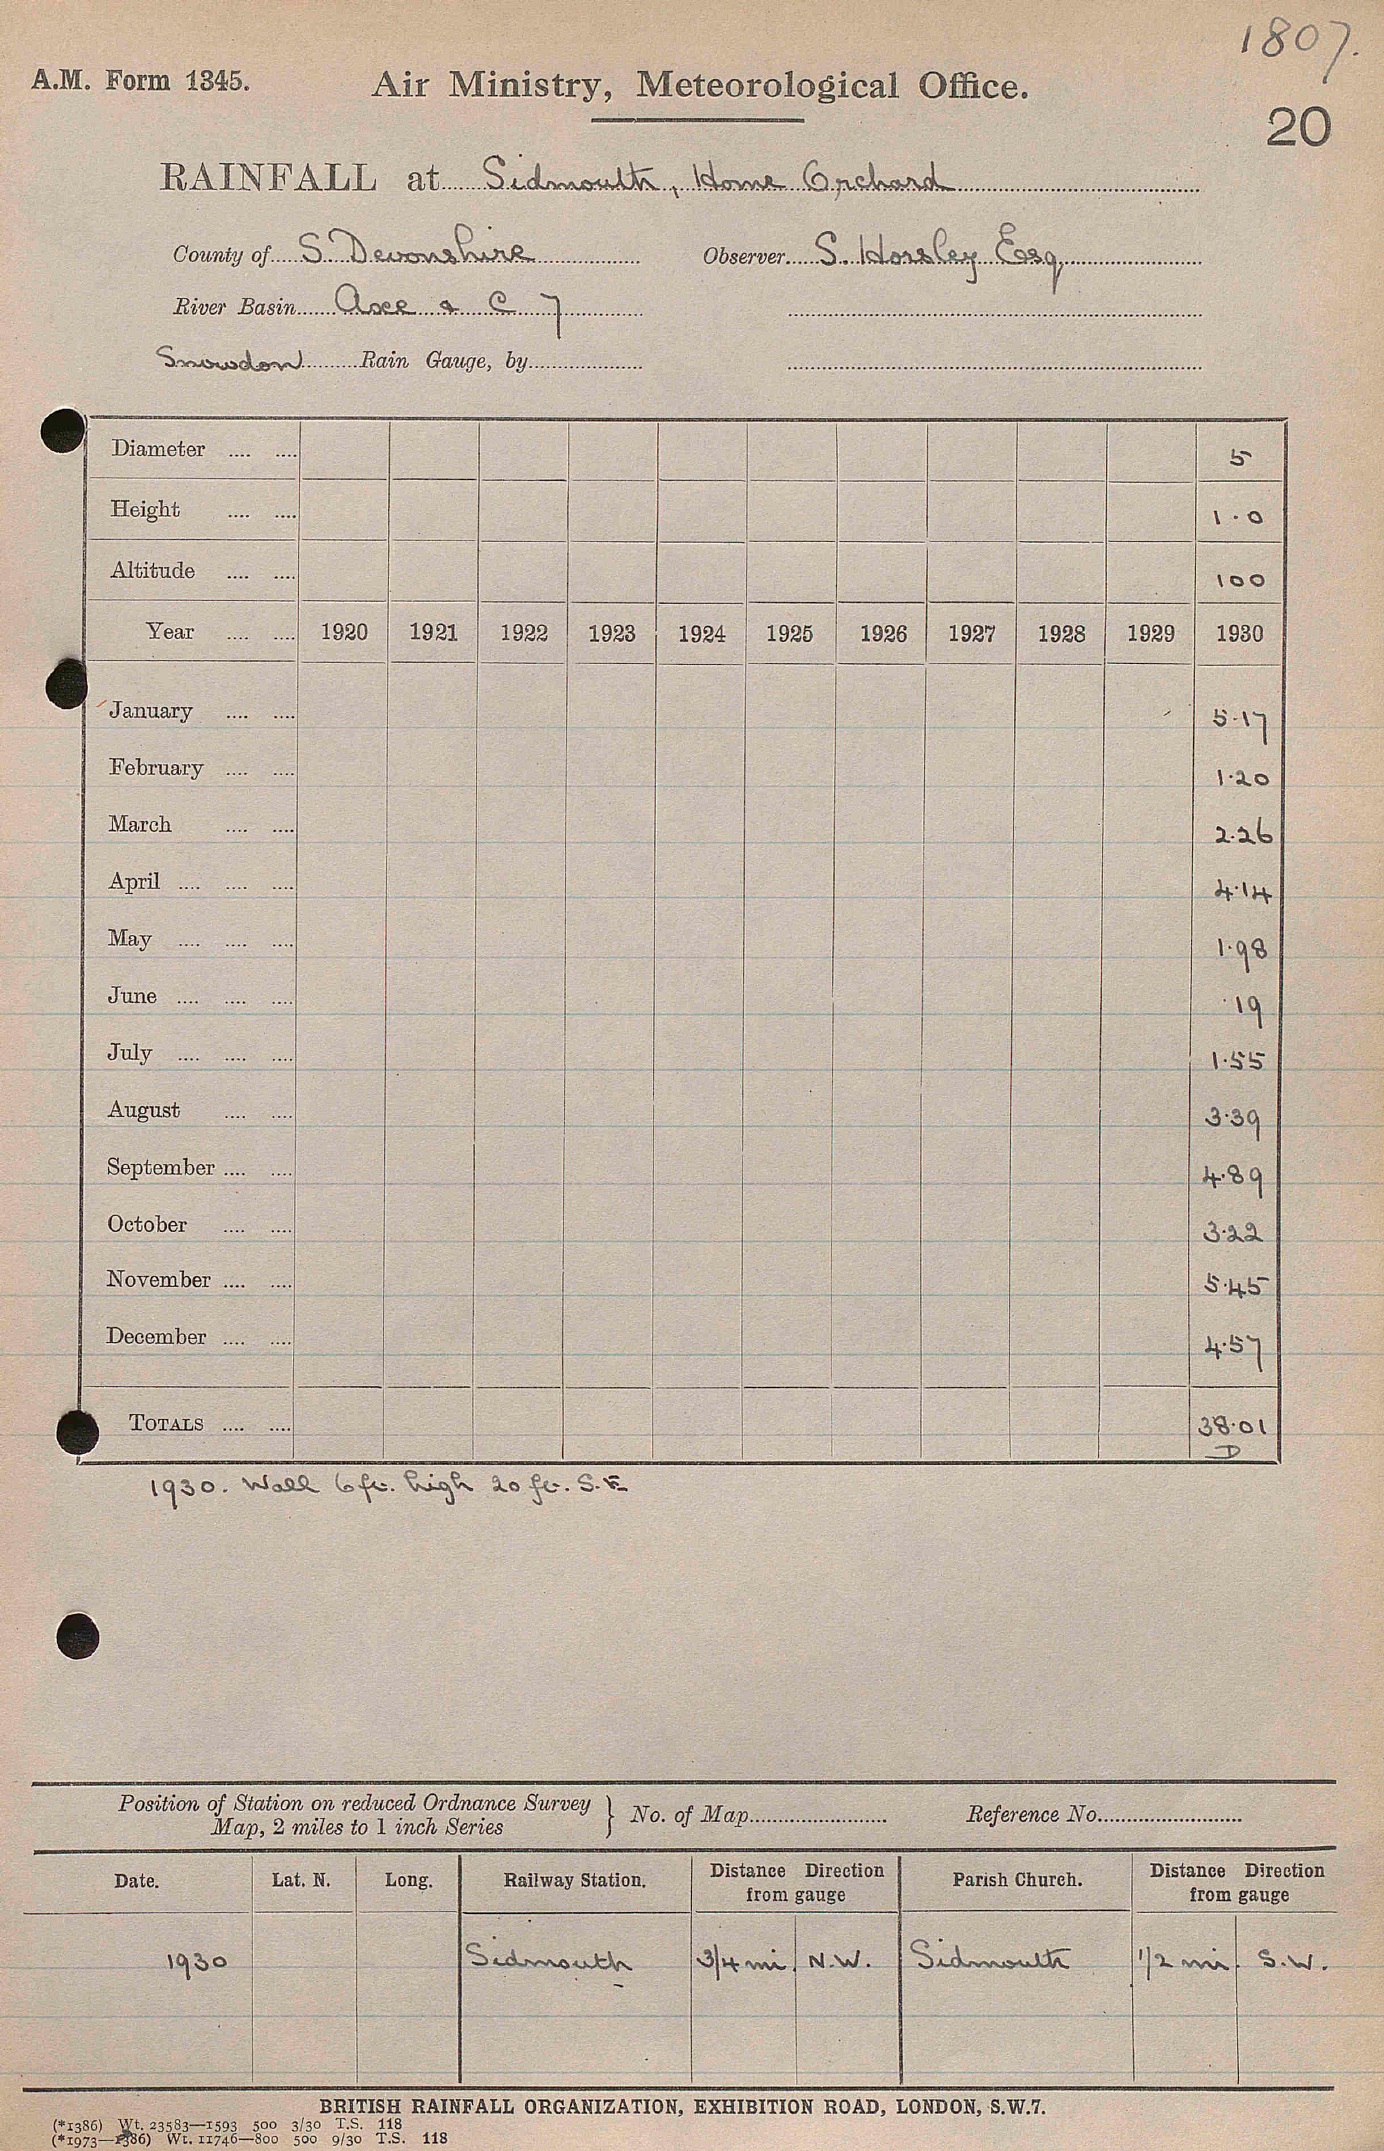 1807.
A.M. Form 1345. Air Ministry, Meteorological Office.
20
RAINFALL at Sidmouth, Home Orchard
County of S. Devonshire Observer S. Horsley Esq
River Basin Axe & C 7
Snowdon Rain Gauge, by
Diameter .... .... 5
Height .... .... 1.0
Altitude .... .... 100
Year .... .... 1920 1921 1922 1923 1924 1925 1926 1927 1928 1929 1930
January .... .... 5.17
February .... .... 1.20
March .... .... 2.26
April .... .... .... 4.14
May .... .... .... 1.98
June .... .... .... .19
July .... .... .... 1.55
August .... .... 3.39
September .... .... 4.89
October .... .... 3.22
November .... .... 5.45
December .... .... 4.57
TOTALS .... .... 38.01
D
1930. Wall 6 ft. high 20 ft. S.E
Position of Station on reduced Ordnance Survey
Map, 2 miles to 1 inch Series } No. of Map Reference No.
Date. Lat. N. Long. Railway Station. Distance Direction from gauge Parish Church. Distance Direction from gauge
1930 Sidmouth 3/4 mi. N.W. Sidmouth 1/2 mi. S.W.
BRITISH RAINFALL ORGANIZATION, EXHIBITION ROAD, LONDON, S.W.7.
(*1386) Wt. 23583—1593 500 3/30 T.S. 118
(*1973—1386) Wt. 11746—800 500 9/30 T.S. 118